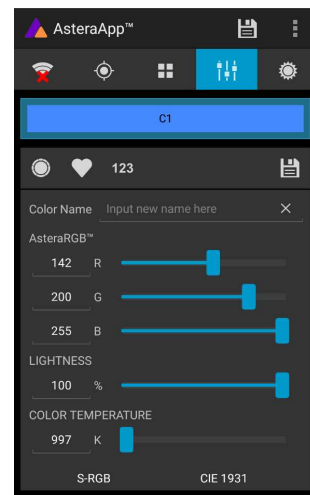 AsteraApp™
C1
123
Color Name Input new name here
AsteraRGB™
142 R
200 G
255 B
LIGHTNESS
100 %
COLOR TEMPERATURE
997 K
S-RGB CIE 1931